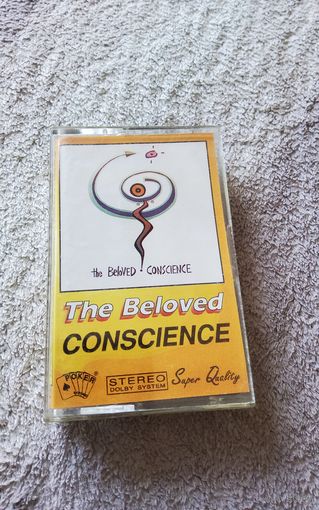 the BeloVED CONSCIENCE
The Beloved
CONSCIENCE
POKER
STEREO
DOLBY SYSTEM
Super Quality